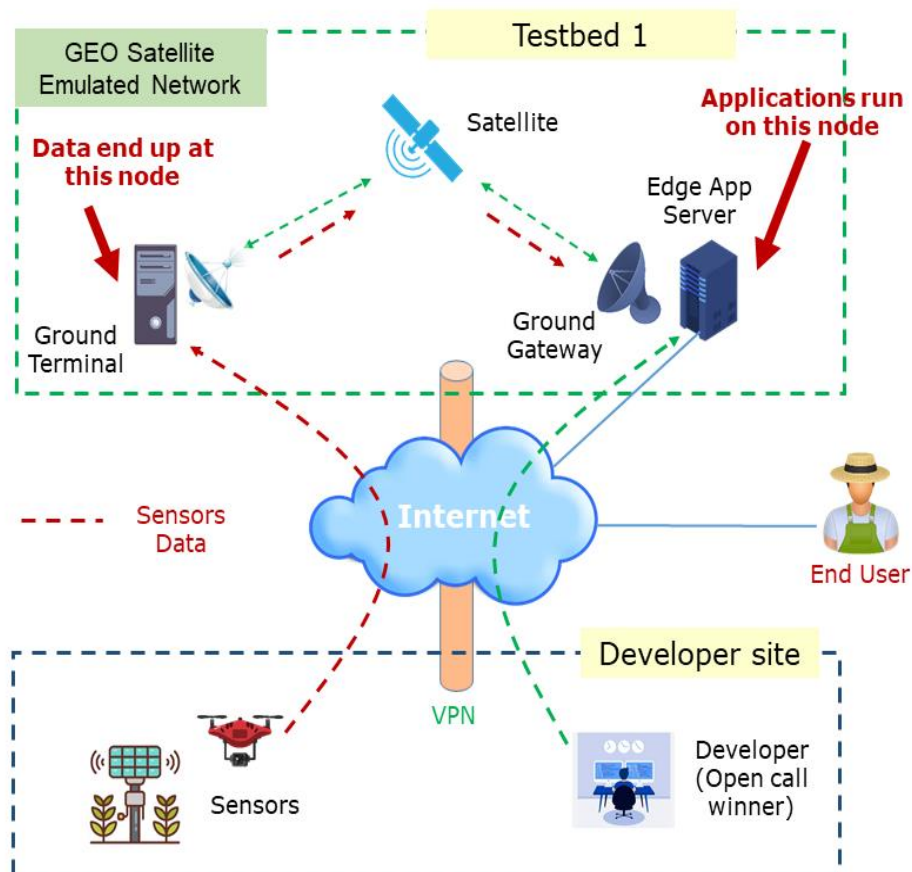 GEO Satellite
Emulated Network
Testbed 1
Applications run
on this node
Satellite
Data end up at
this node
Edge App
Server
Ground
Terminal
Ground
Gateway
Internet
Sensors
Data
End User
Developer site
VPN
Sensors
Developer
(Open call
winner)